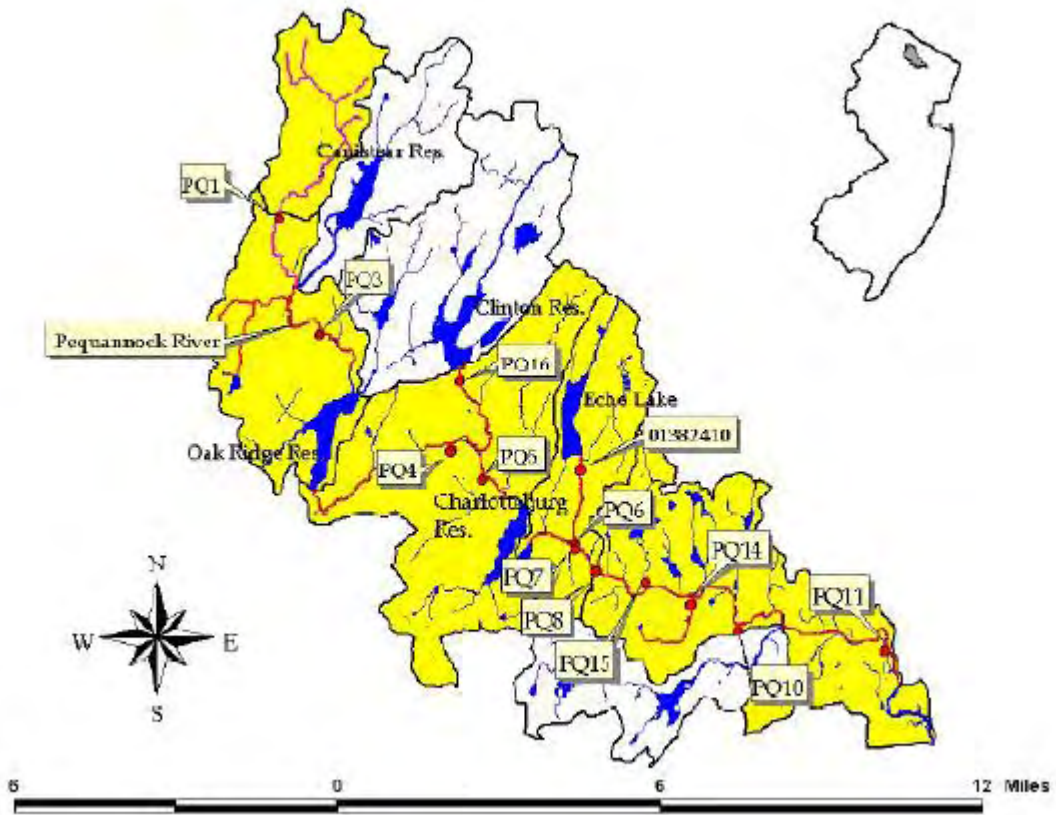 Canistear Res.
PQ1
PQ3
Clinton Res.
Pequannock River
PQ16
Echo Lake
01382410
Oak Ridge Res.
PQ4
PQ5
Charlottsburg
Res.
PQ6
PQ14
N
PQ7
PQ11
PQ8
W E
PQ15
PQ10
S
6 0 6 12 Miles